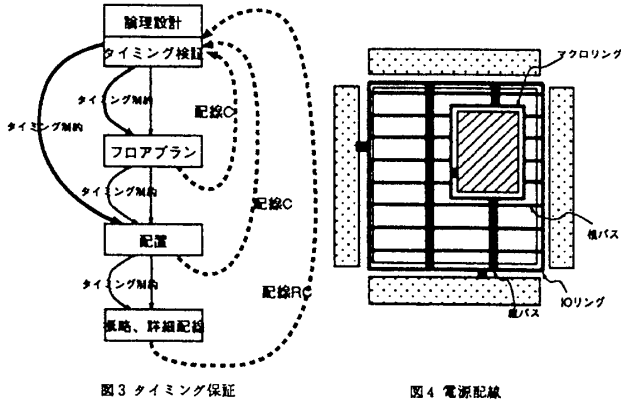 論理設計
タイミング検証
タイミング制約
タイミング制約
配線C
フロアプラン
タイミング制約
配線C
配置
タイミング制約
配線RC
概略、詳細配線
図3 タイミング保証
マクロリング
横バス
IOリング
縦バス
図4 電源配線